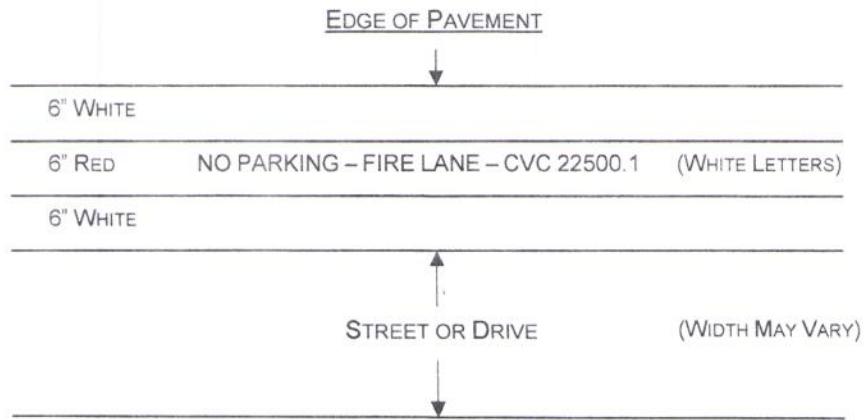 EDGE OF PAVEMENT
6" WHITE
6" RED NO PARKING – FIRE LANE – CVC 22500.1 (WHITE LETTERS)
6" WHITE
STREET OR DRIVE (WIDTH MAY VARY)